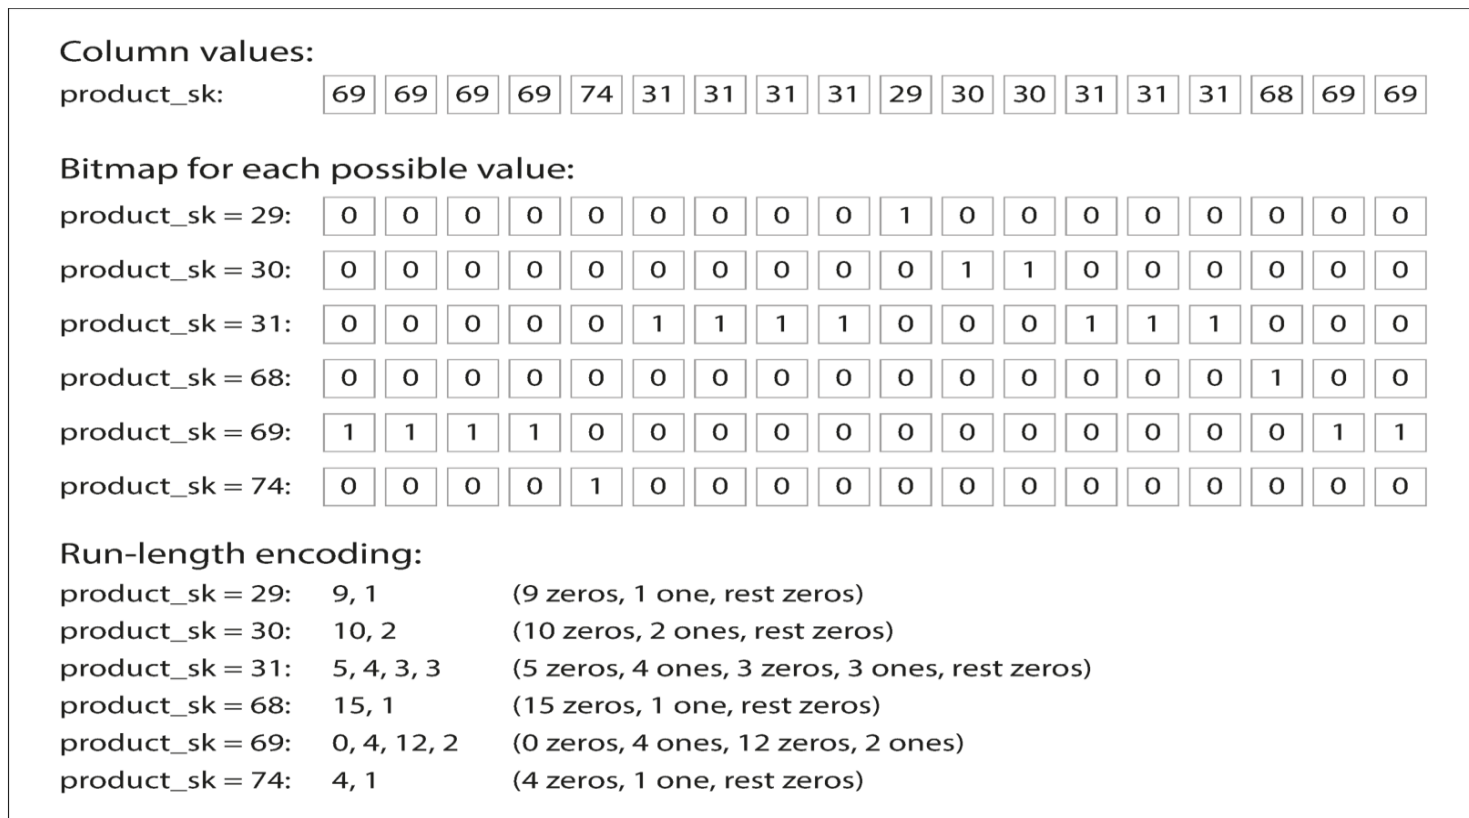 Column values:
product_sk: 69 69 69 69 74 31 31 31 31 29 30 30 31 31 31 68 69 69
Bitmap for each possible value:
product_sk = 29: 0 0 0 0 0 0 0 0 0 1 0 0 0 0 0 0 0 0
product_sk = 30: 0 0 0 0 0 0 0 0 0 0 1 1 0 0 0 0 0 0
product_sk = 31: 0 0 0 0 0 1 1 1 1 0 0 0 1 1 1 0 0 0
product_sk = 68: 0 0 0 0 0 0 0 0 0 0 0 0 0 0 0 1 0 0
product_sk = 69: 1 1 1 1 0 0 0 0 0 0 0 0 0 0 0 0 1 1
product_sk = 74: 0 0 0 0 1 0 0 0 0 0 0 0 0 0 0 0 0 0
Run-length encoding:
product_sk = 29: 9, 1 (9 zeros, 1 one, rest zeros)
product_sk = 30: 10, 2 (10 zeros, 2 ones, rest zeros)
product_sk = 31: 5, 4, 3, 3 (5 zeros, 4 ones, 3 zeros, 3 ones, rest zeros)
product_sk = 68: 15, 1 (15 zeros, 1 one, rest zeros)
product_sk = 69: 0, 4, 12, 2 (0 zeros, 4 ones, 12 zeros, 2 ones)
product_sk = 74: 4, 1 (4 zeros, 1 one, rest zeros)